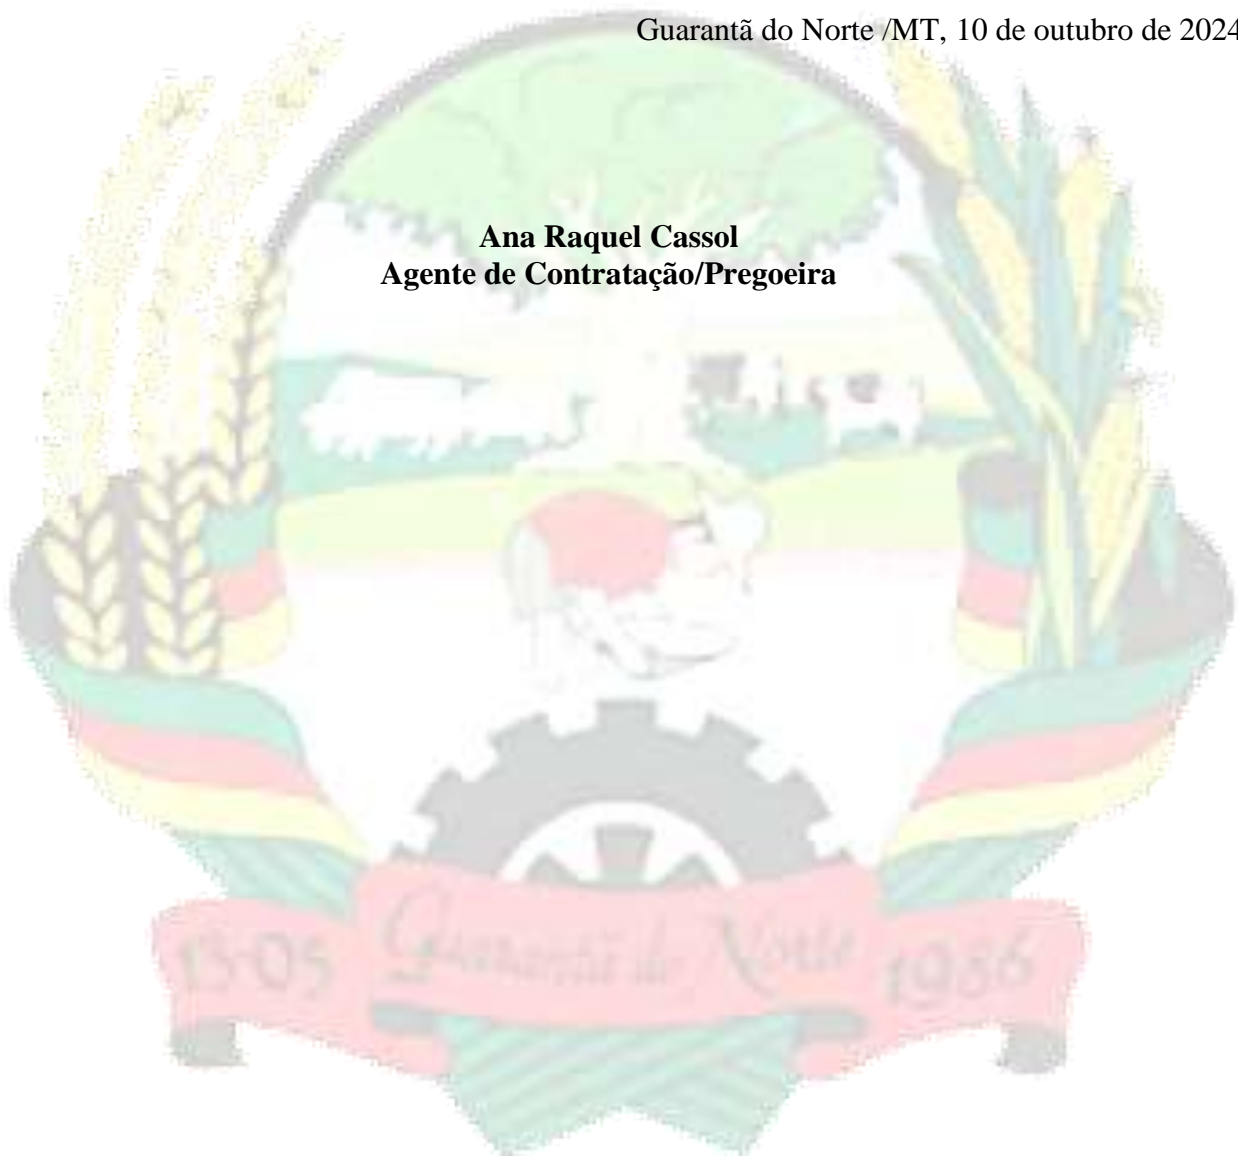 Guarantã do Norte /MT, 10 de outubro de 2024
Ana Raquel Cassol
Agente de Contratação/Pregoeira
13-05 Guarantã do Norte 1986